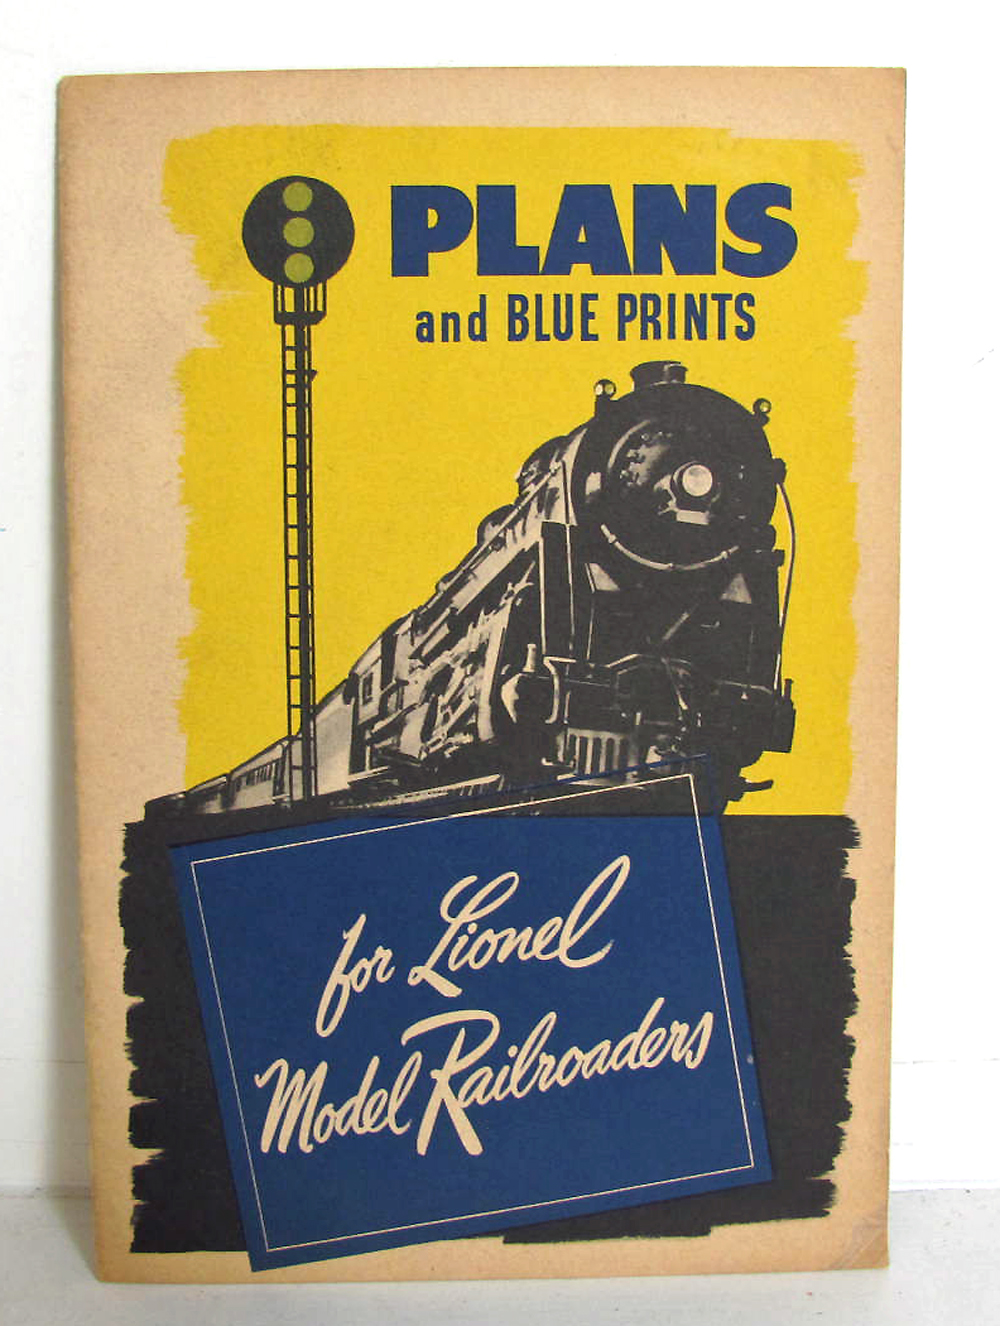 PLANS
and BLUE PRINTS
for Lionel
Model Railroaders